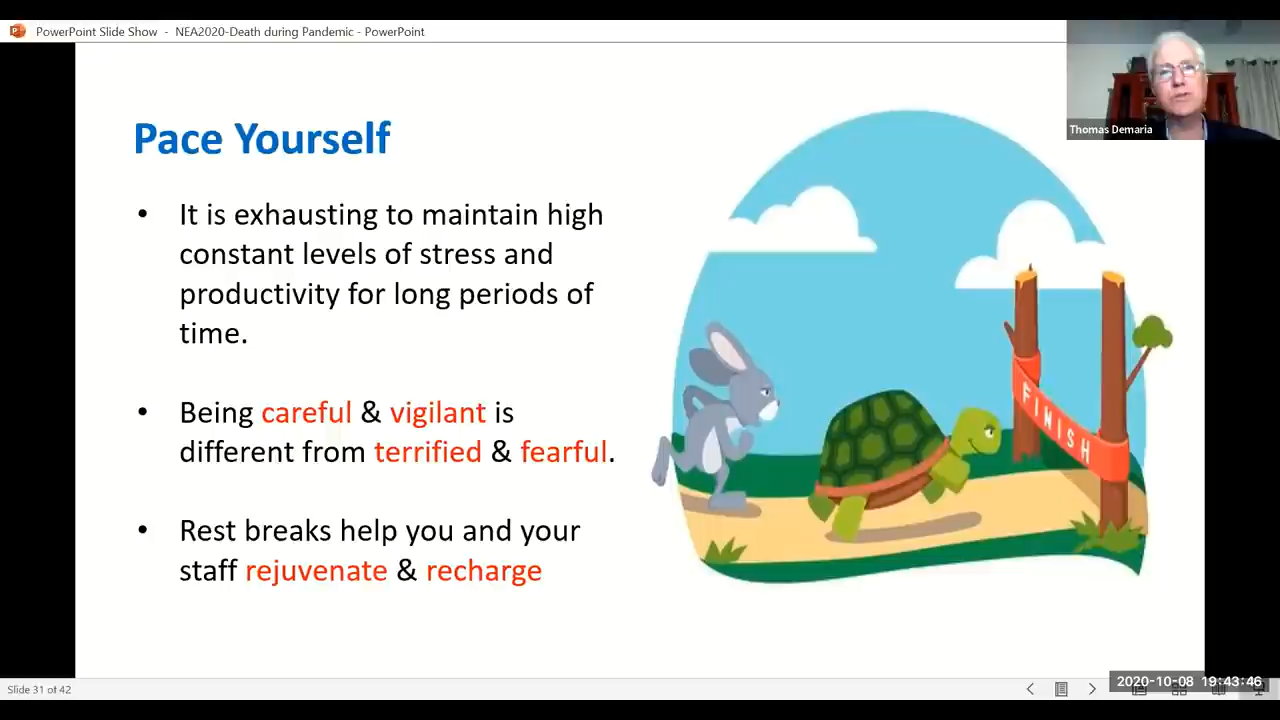 PowerPoint Slide Show - NEA2020-Death during Pandemic - PowerPoint
Thomas Demaria
Pace Yourself
• It is exhausting to maintain high
constant levels of stress and
productivity for long periods of
time.
• Being careful & vigilant is
different from terrified & fearful.
• Rest breaks help you and your
staff rejuvenate & recharge
FINISH
Slide 31 of 42
2020-10-08 19:43:46